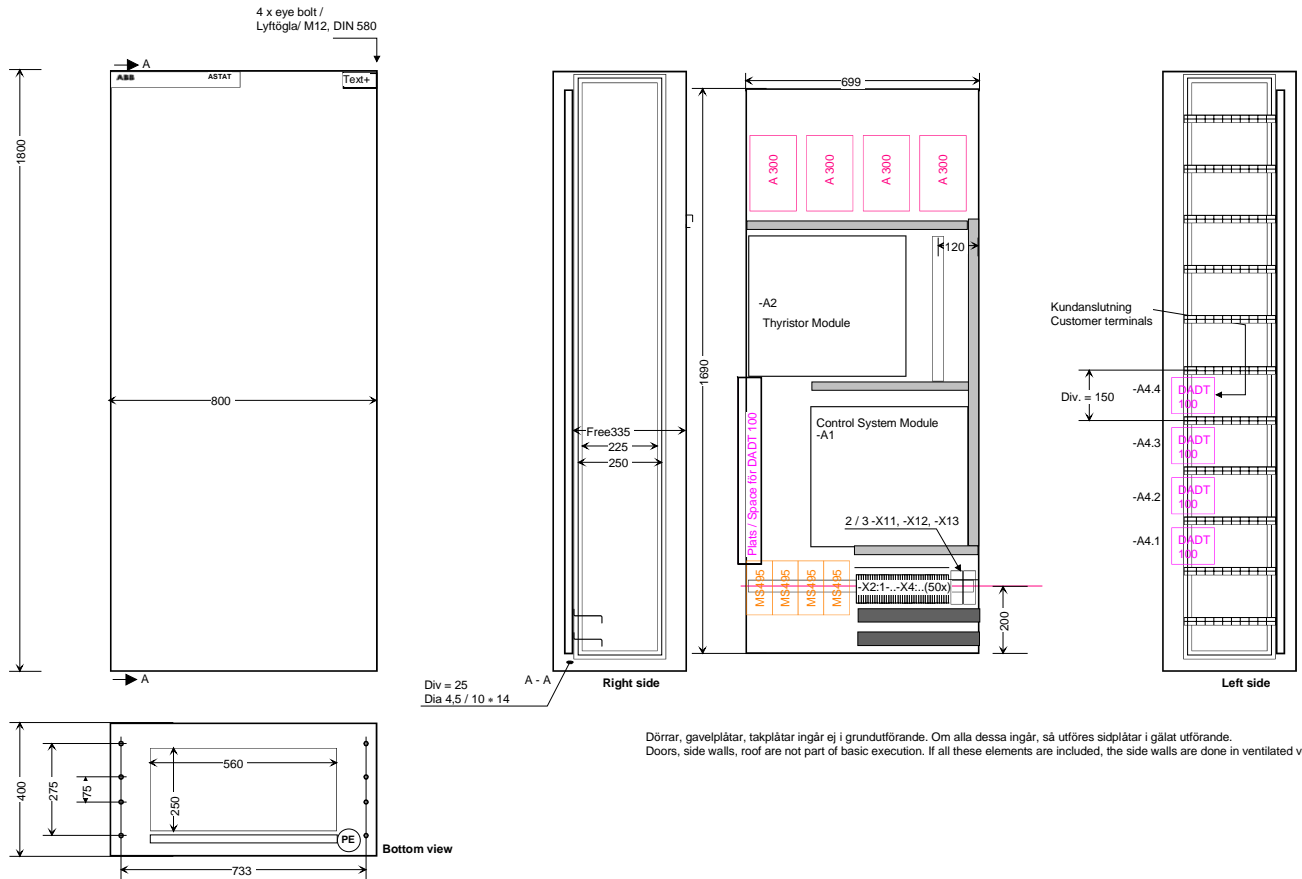 4 x eye bolt /
Lyftögla/ M12, DIN 580
A
ABB
ASTAT
Text+
1800
800
A
Free335
225
250
A - A
Right side
Div = 25
Dia 4,5 / 10 * 14
699
A 300
A 300
A 300
A 300
120
-A2
Thyristor Module
1690
Plats / Space för DADT 100
Control System Module
-A1
2 / 3 -X11, -X12, -X13
MS495
MS495
MS495
MS495
-X2:1-..-X4:..(50x)
200
Kundanslutning
Customer terminals
Div. = 150
-A4.4
DADT
100
-A4.3
DADT
100
-A4.2
DADT
100
-A4.1
DADT
100
Left side
Dörrar, gavelplåtar, takplåtar ingår ej i grundutförande. Om alla dessa ingår, så utföres sidplåtar i gälat utförande.
Doors, side walls, roof are not part of basic execution. If all these elements are included, the side walls are done in ventilated v
400
275
75
560
250
PE
Bottom view
733